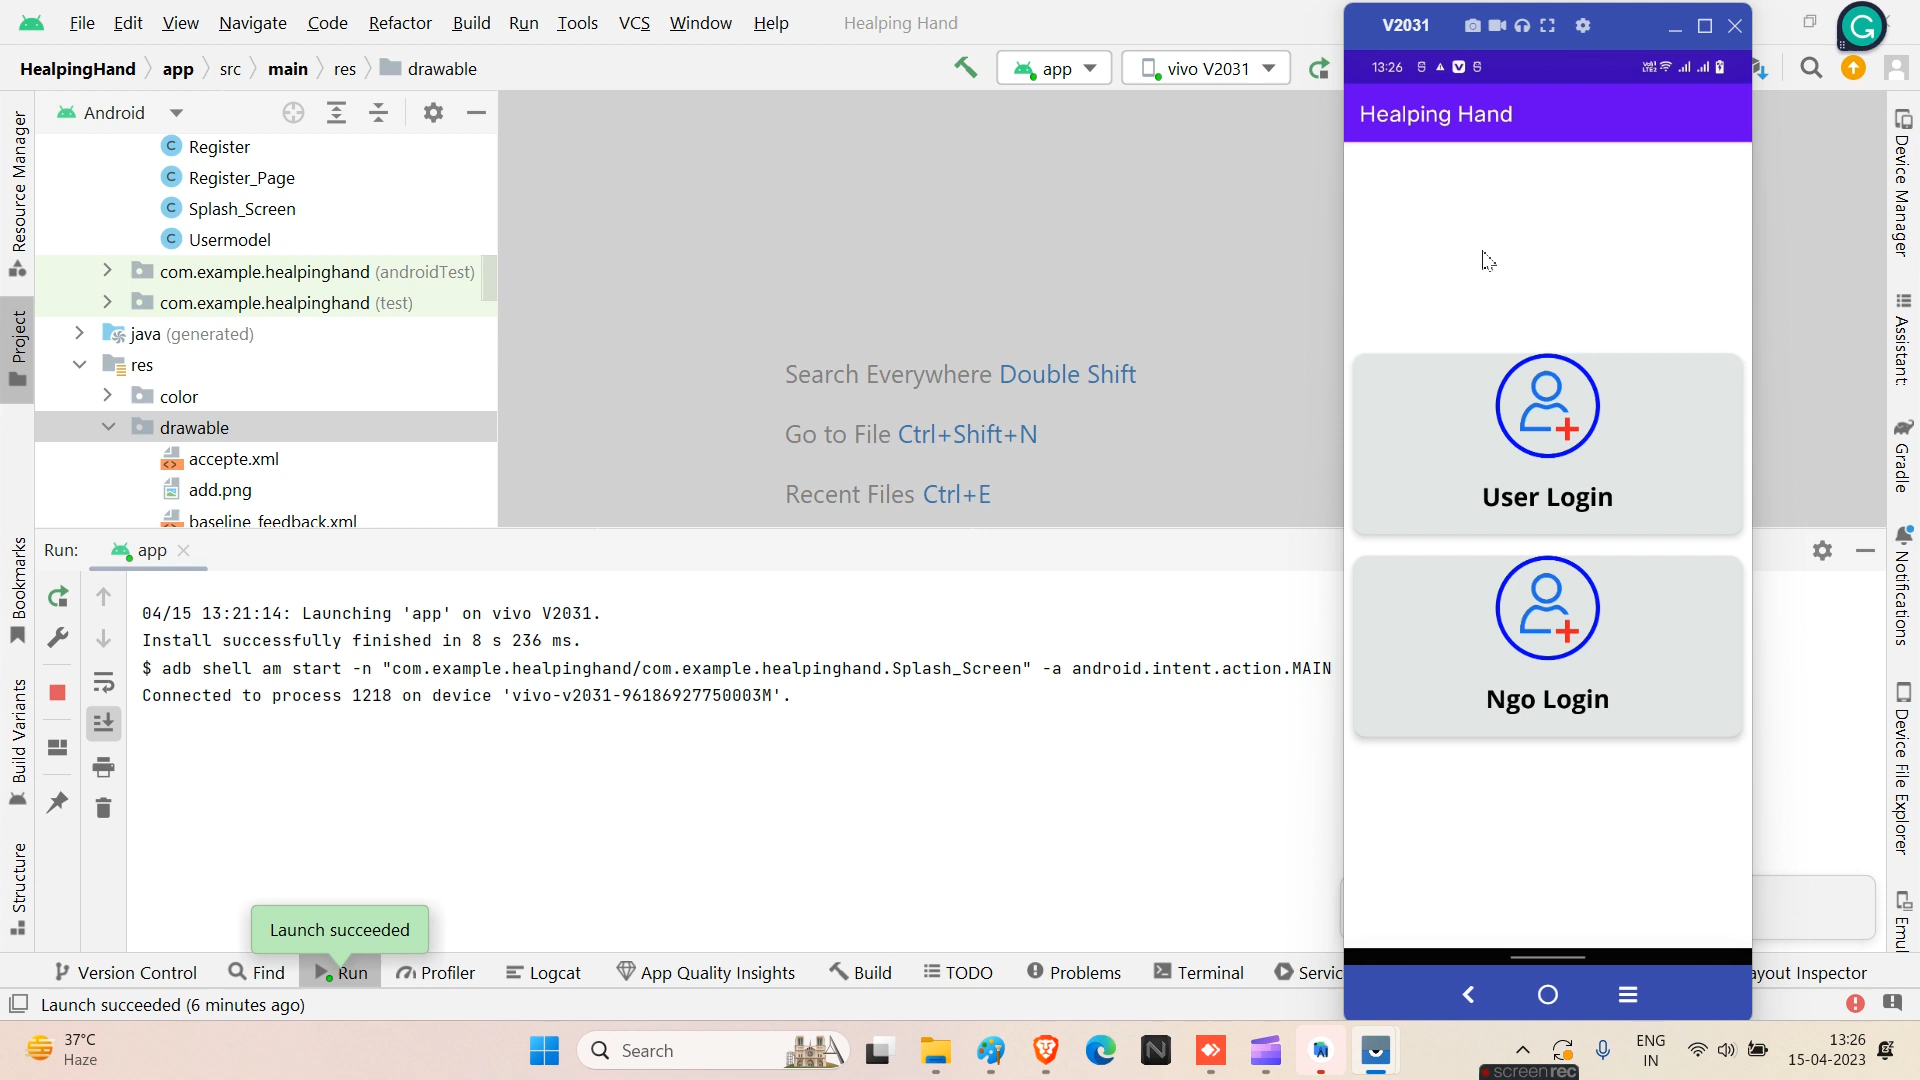 File Edit View Navigate Code Refactor Build Run Tools VCS Window Help Healping Hand
HealpingHand app src main res drawable
app
vivo V2031
Android
Register
Register_Page
Splash_Screen
Usermodel
com.example.healpinghand (androidTest)
com.example.healpinghand (test)
java (generated)
res
color
drawable
accepte.xml
add.png
baseline_feedback.xml
Resource Manager
Project
Bookmarks
Build Variants
Structure
Search Everywhere Double Shift
Go to File Ctrl+Shift+N
Recent Files Ctrl+E
Run: app
04/15 13:21:14: Launching 'app' on vivo V2031.
Install successfully finished in 8 s 236 ms.
$ adb shell am start -n "com.example.healpinghand/com.example.healpinghand.Splash_Screen" -a android.intent.action.MAIN
Connected to process 1218 on device 'vivo-v2031-96186927750003M'.
Launch succeeded
Version Control Find Run Profiler Logcat App Quality Insights Build TODO Problems Terminal Servic
ayout Inspector
Launch succeeded (6 minutes ago)
V2031
13:26
Healping Hand
User Login
Ngo Login
Device Manager
Assistant:
Gradle
Notifications
Device File Explorer
Emul
37°C
Haze
Search
ENG
IN
13:26
15-04-2023
screenrec